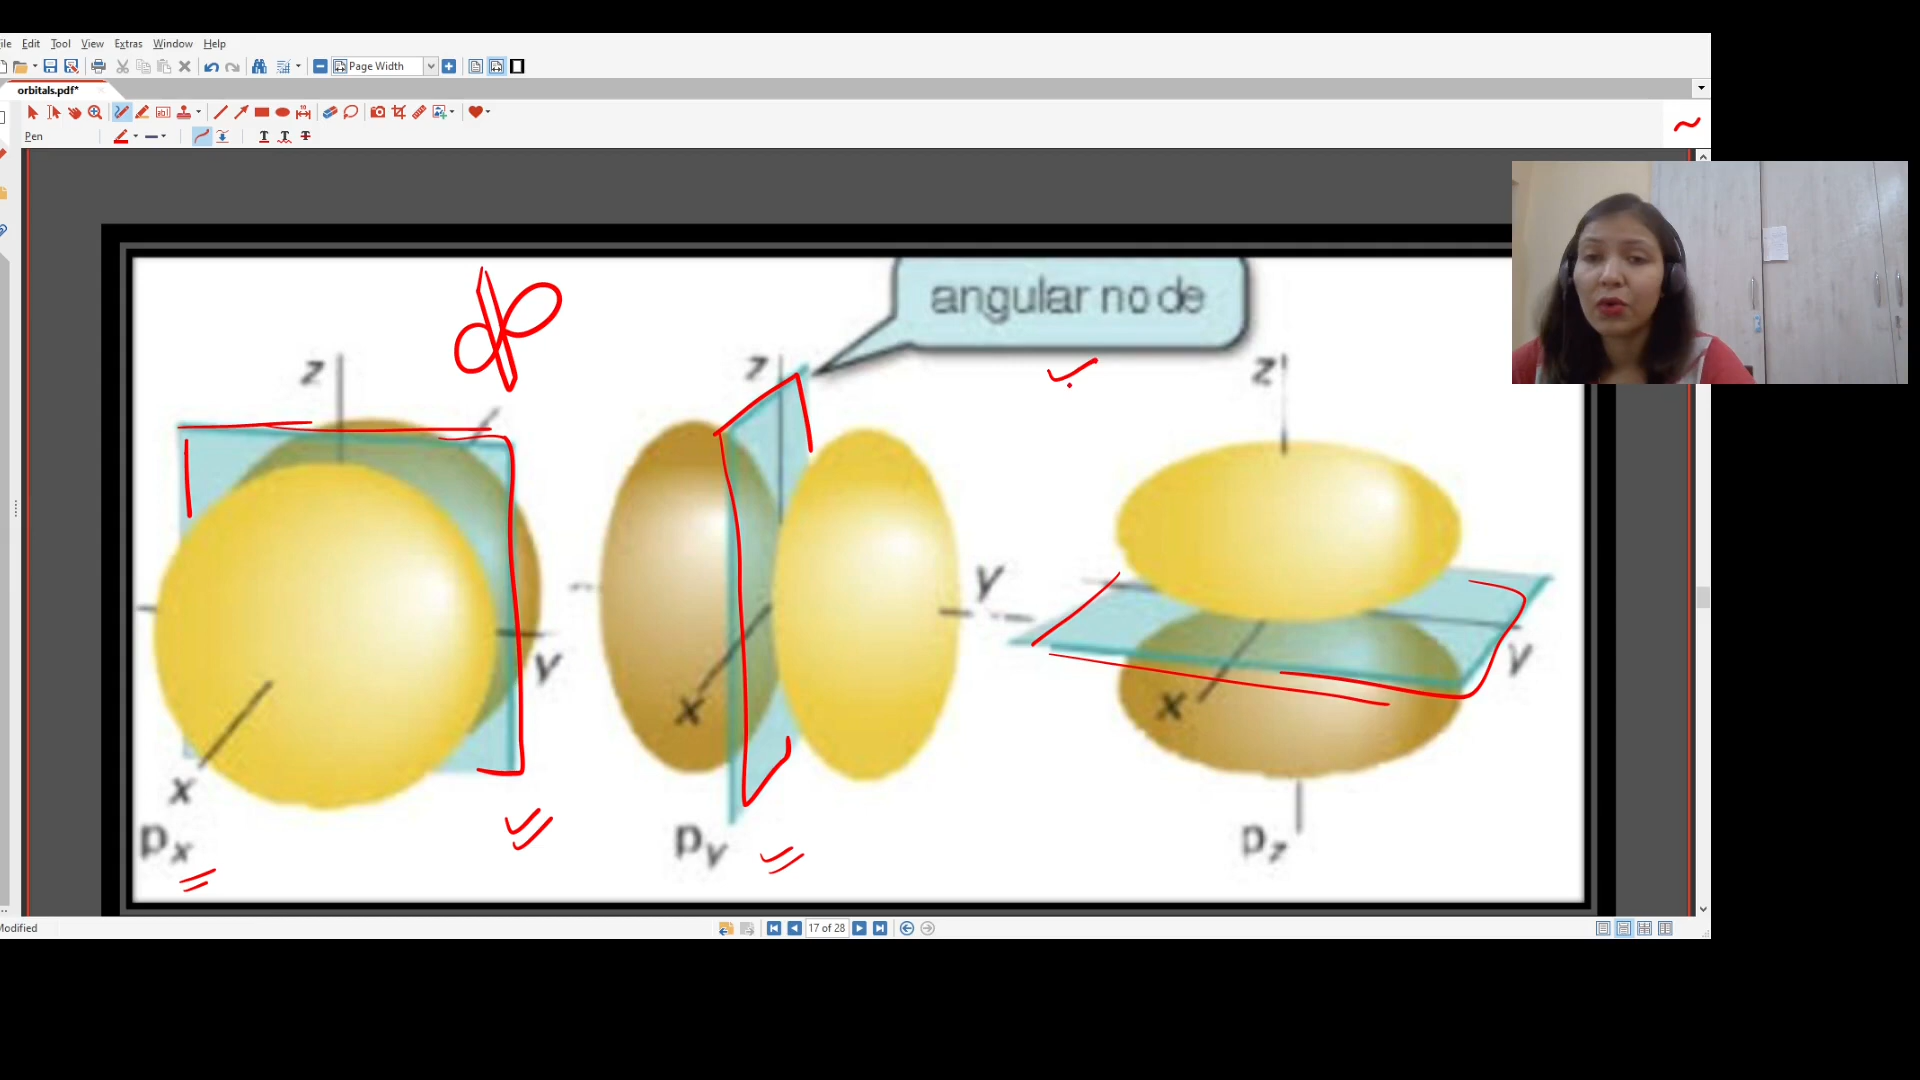 ile Edit Tool View Extras Window Help
Page Width
orbitals.pdf*
Pen
angular node
z
z
z
y
y
y
x
x
x
px
py
pz
Modified
17 of 28